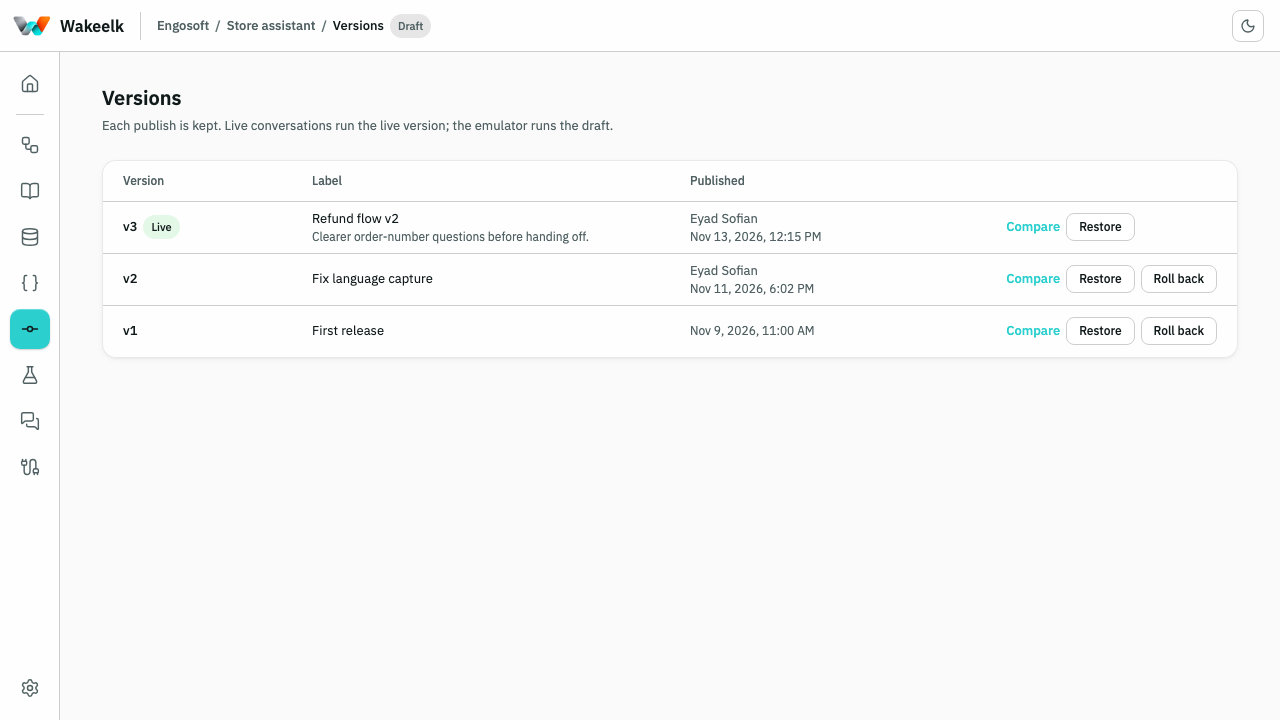 Wakeelk
Engosoft / Store assistant / Versions Draft
Versions
Each publish is kept. Live conversations run the live version; the emulator runs the draft.
Version Label Published
v3 Live Refund flow v2 Eyad Sofian Compare Restore
Clearer order-number questions before handing off. Nov 13, 2026, 12:15 PM
v2 Fix language capture Eyad Sofian Compare Restore Roll back
Nov 11, 2026, 6:02 PM
v1 First release Nov 9, 2026, 11:00 AM Compare Restore Roll back